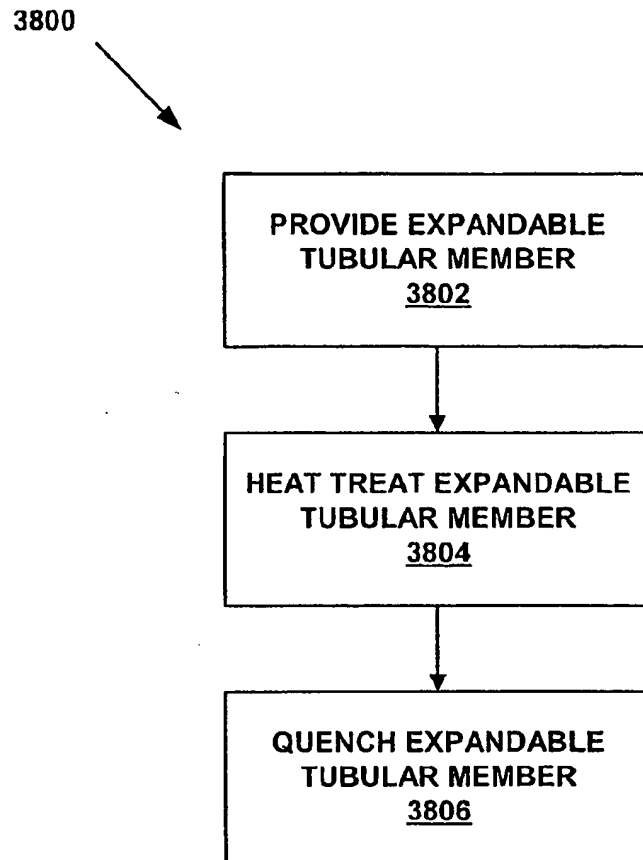 3800
PROVIDE EXPANDABLE
TUBULAR MEMBER
3802
HEAT TREAT EXPANDABLE
TUBULAR MEMBER
3804
QUENCH EXPANDABLE
TUBULAR MEMBER
3806